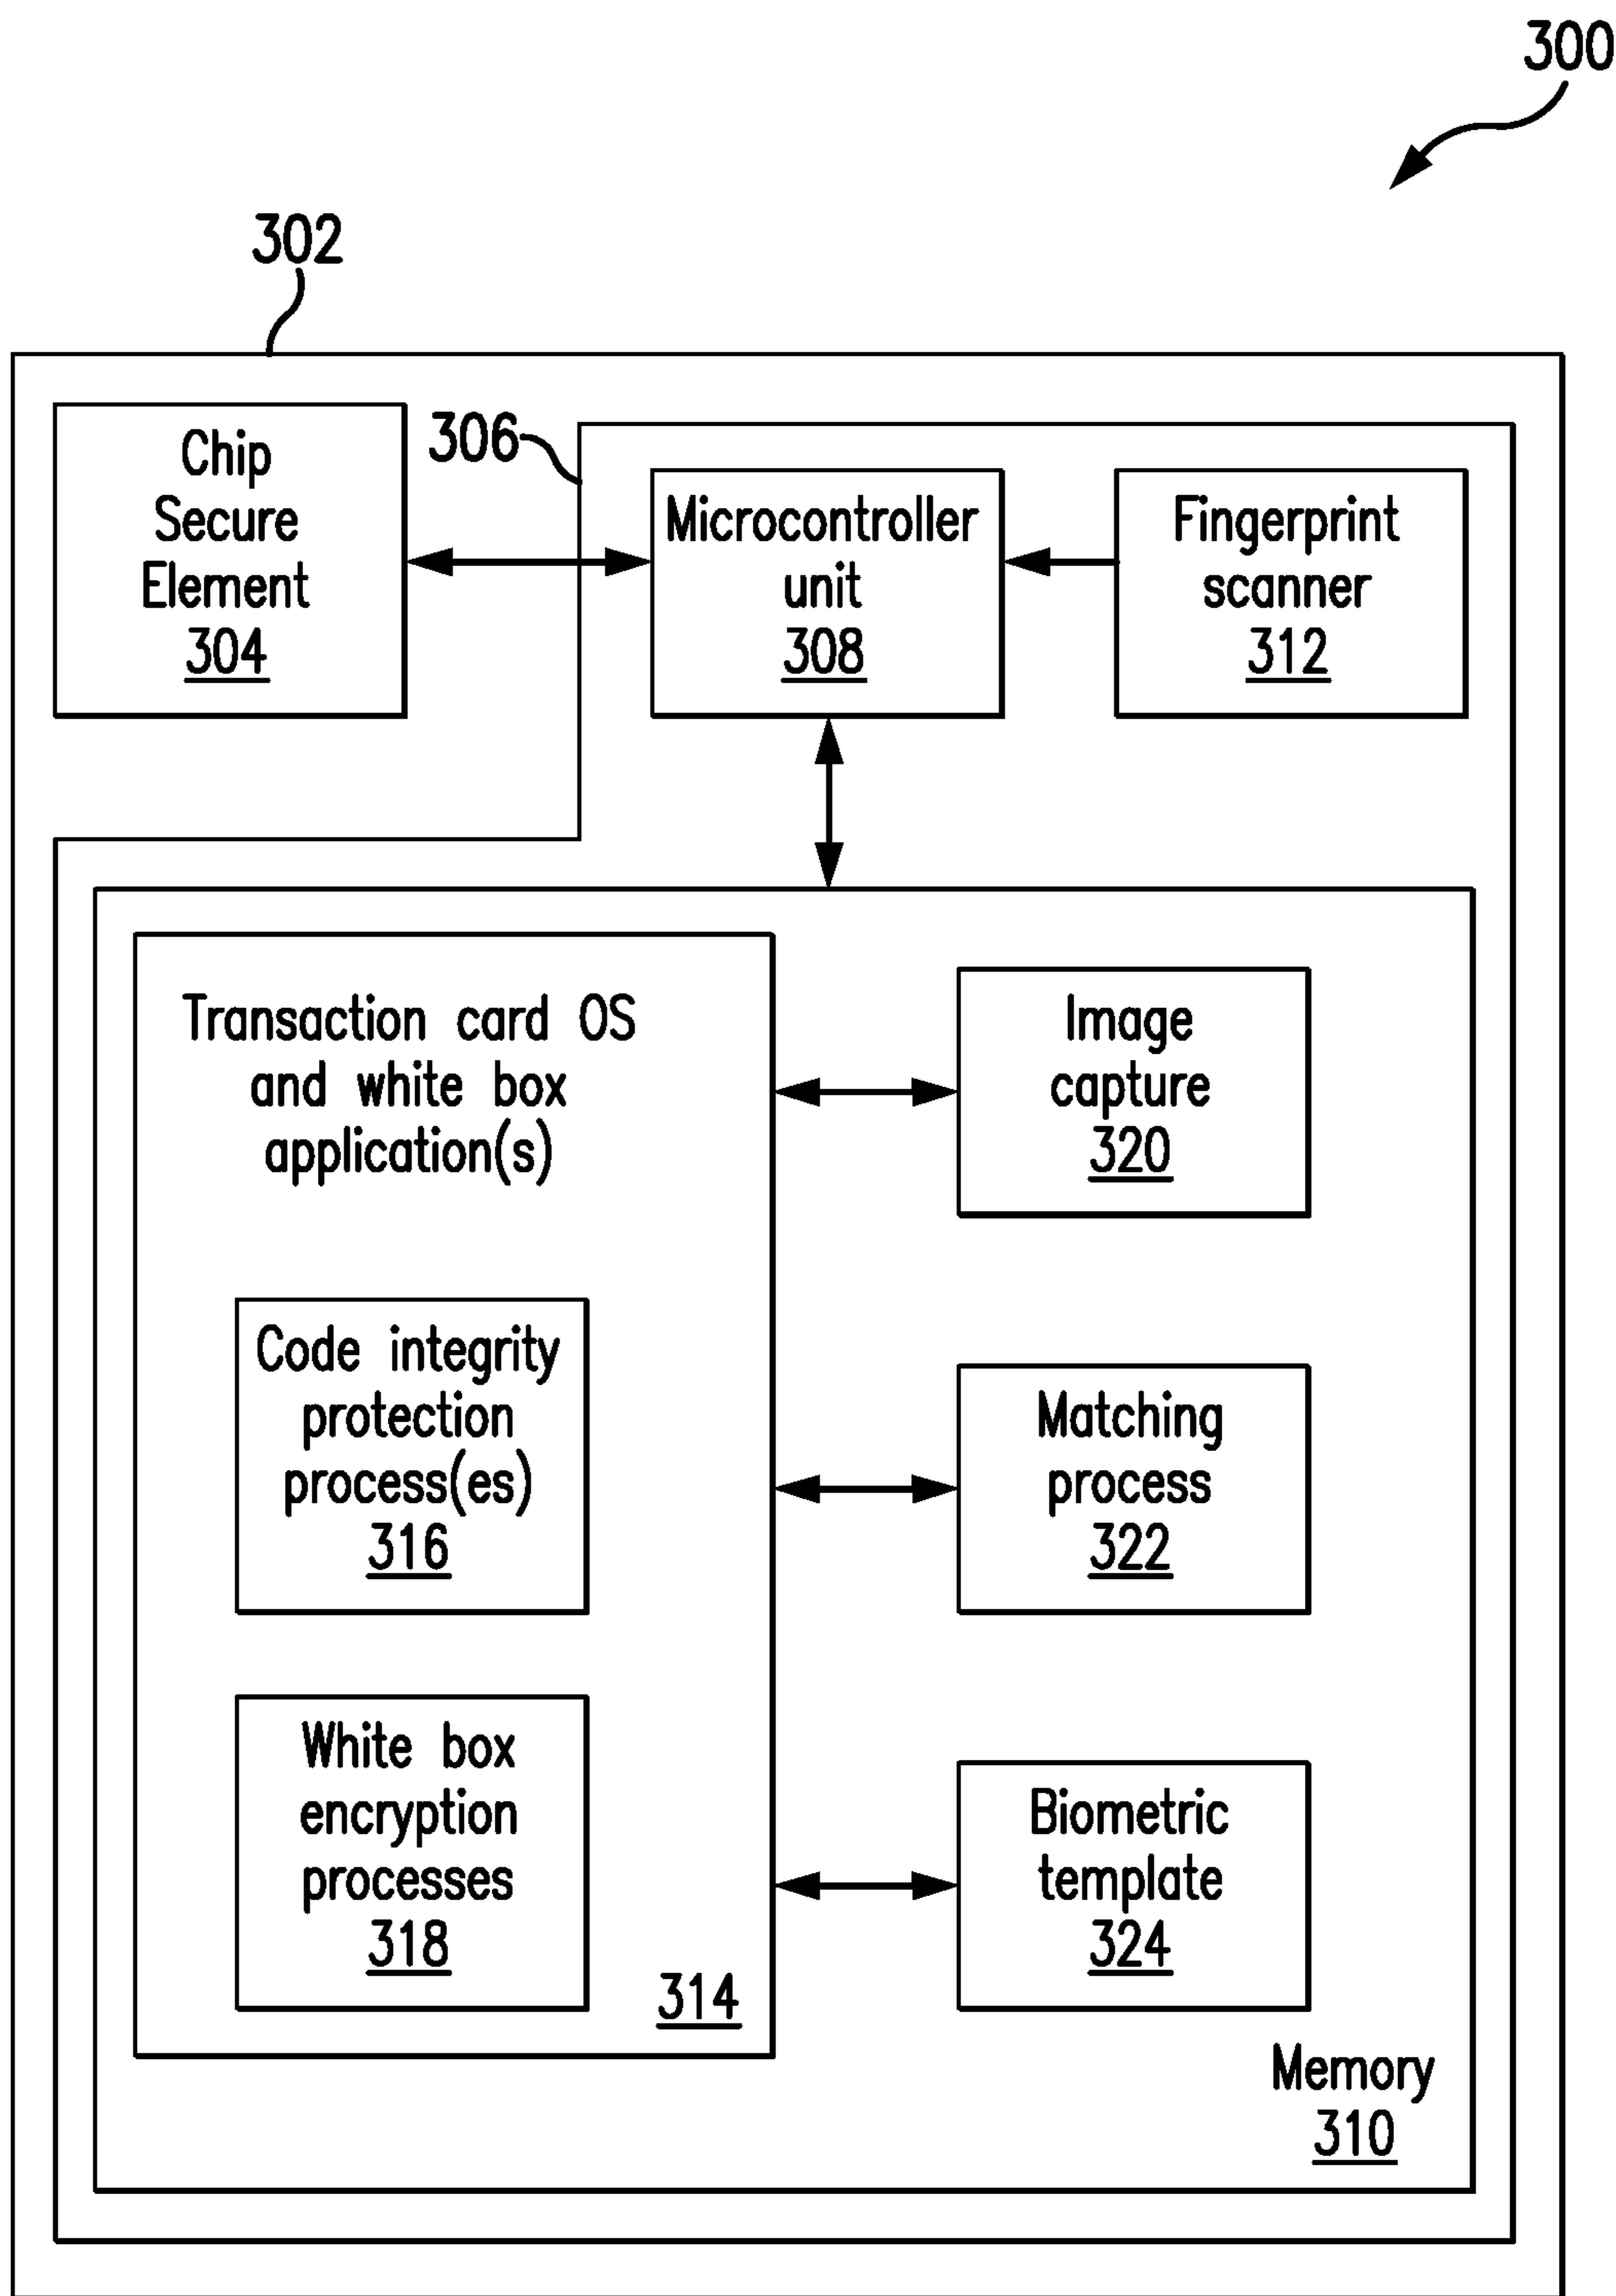 300
302
Chip
Secure
Element
304
306
Microcontroller
unit
308
Fingerprint
scanner
312
Transaction card OS
and white box
application(s)
Code integrity
protection
process(es)
316
White box
encryption
processes
318
314
Image
capture
320
Matching
process
322
Biometric
template
324
Memory
310